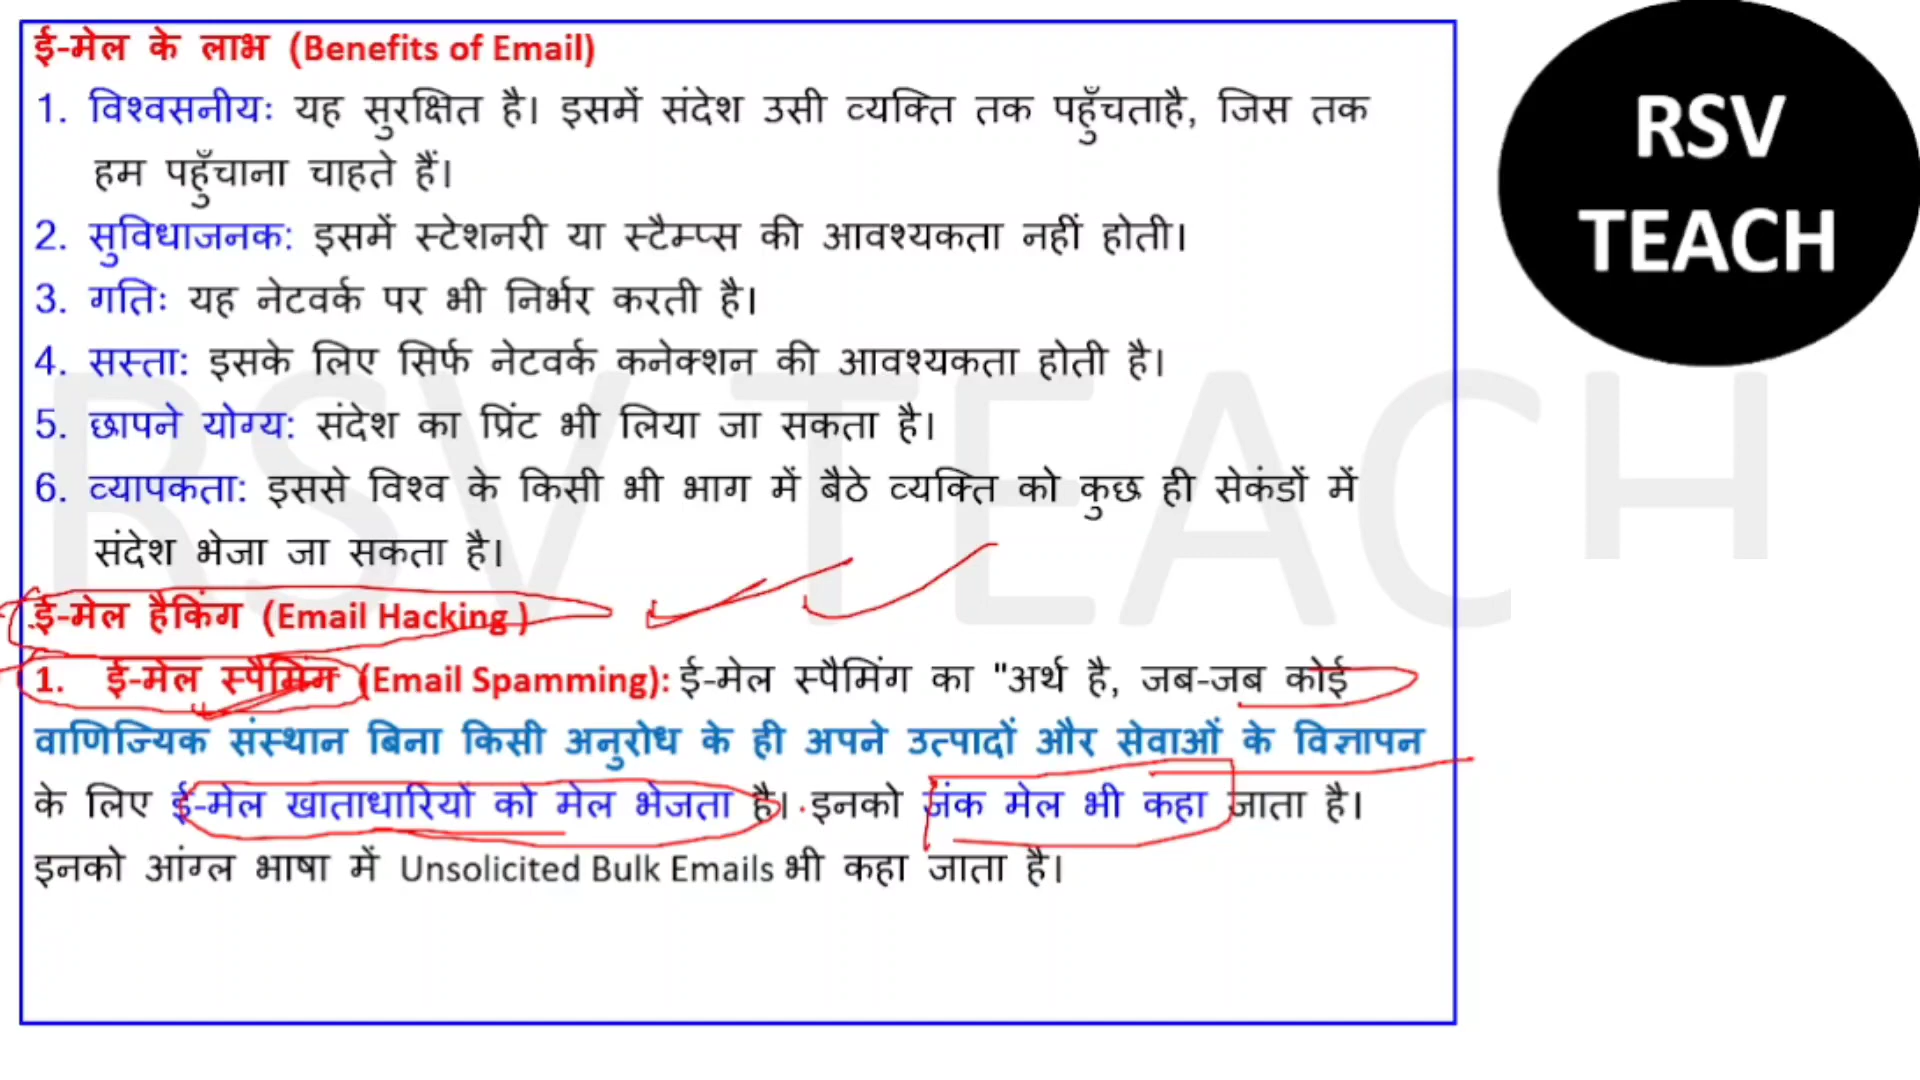 ई-मेल के लाभ (Benefits of Email)
1. विश्वसनीयः यह सुरक्षित है। इसमें संदेश उसी व्यक्ति तक पहुँचताहै, जिस तक
हम पहुँचाना चाहते हैं।
2. सुविधाजनक: इसमें स्टेशनरी या स्टैम्प्स की आवश्यकता नहीं होती।
3. गतिः यह नेटवर्क पर भी निर्भर करती है।
4. सस्ता: इसके लिए सिर्फ नेटवर्क कनेक्शन की आवश्यकता होती है।
5. छापने योग्य: संदेश का प्रिंट भी लिया जा सकता है।
6. व्यापकता: इससे विश्व के किसी भी भाग में बैठे व्यक्ति को कुछ ही सेकंडों में
संदेश भेजा जा सकता है।
ई-मेल हैकिंग (Email Hacking )
1. ई-मेल स्पैमिंग (Email Spamming): ई-मेल स्पैमिंग का "अर्थ है, जब-जब कोई
वाणिज्यिक संस्थान बिना किसी अनुरोध के ही अपने उत्पादों और सेवाओं के विज्ञापन
के लिए ई-मेल खाताधारियों को मेल भेजता है। इनको जंक मेल भी कहा जाता है।
इनको आंग्ल भाषा में Unsolicited Bulk Emails भी कहा जाता है।
RSV
TEACH
RSV TEACH